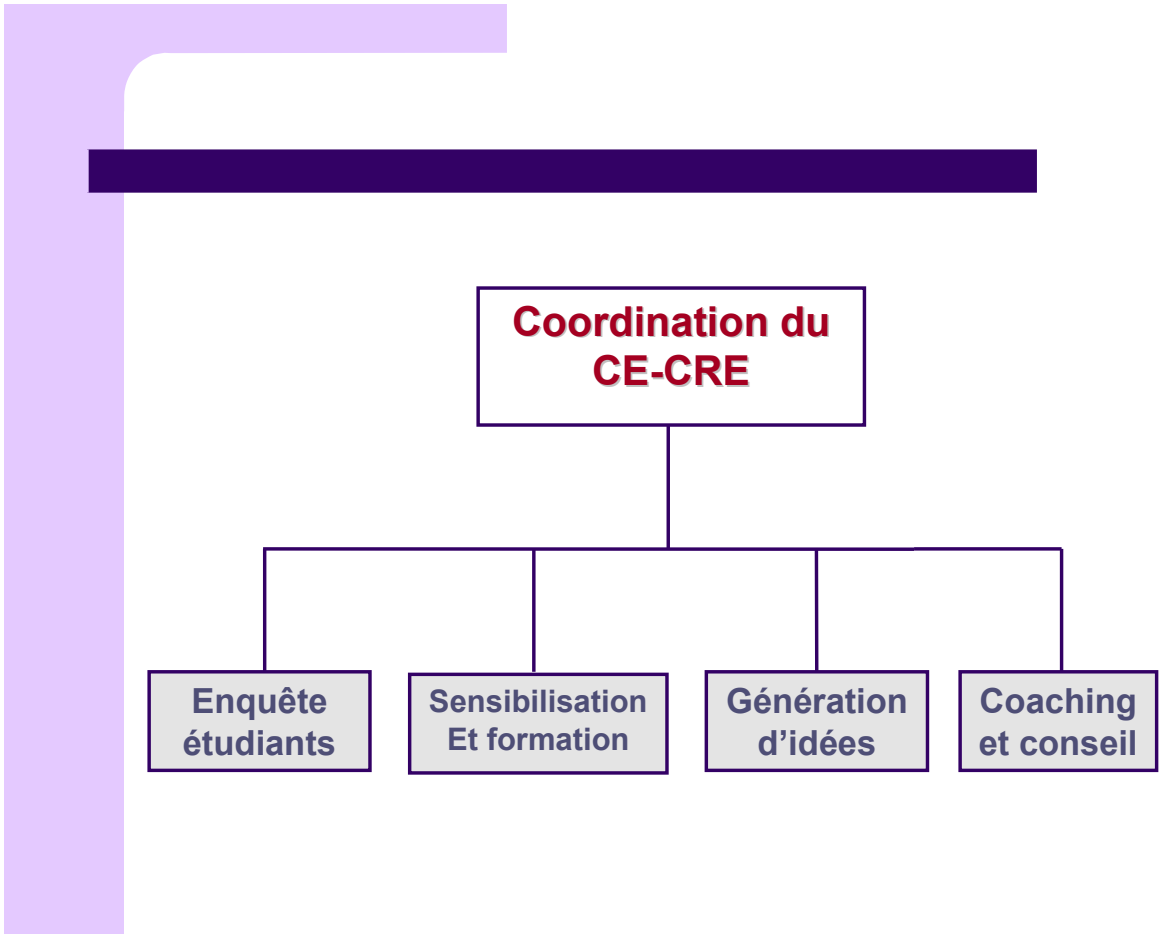 Coordination du
CE-CRE
Enquête
étudiants
Sensibilisation
Et formation
Génération
d’idées
Coaching
et conseil